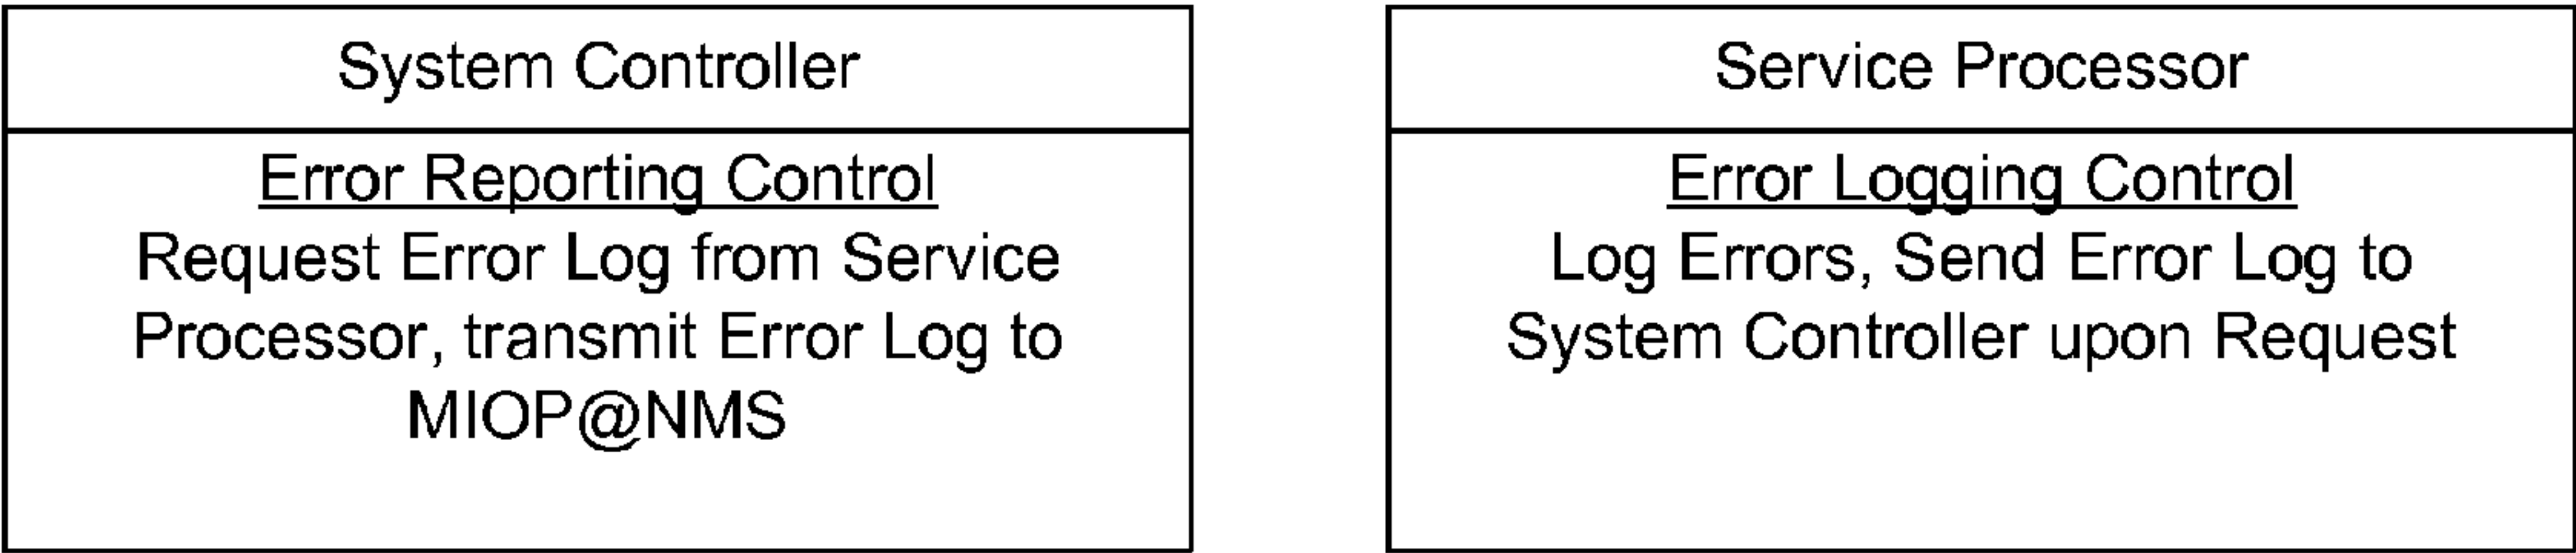 System Controller
Error Reporting Control
Request Error Log from Service
Processor, transmit Error Log to
MIOP@NMS
Service Processor
Error Logging Control
Log Errors, Send Error Log to
System Controller upon Request